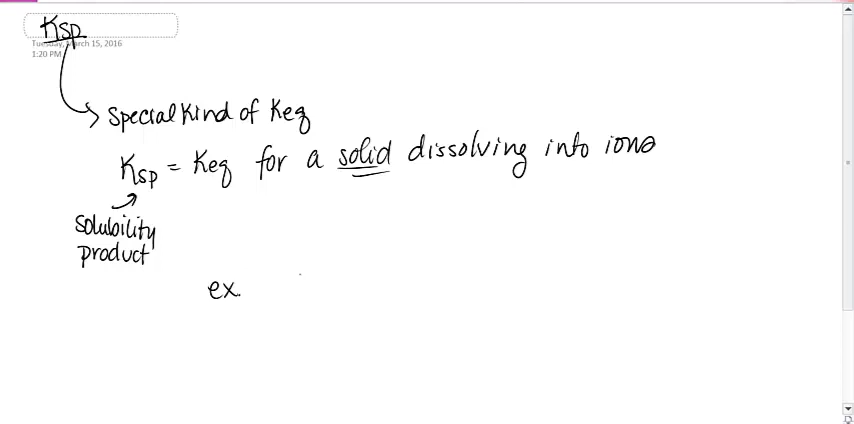 Ksp
Tuesday, March 15, 2016
1:20 PM
Special Kind of Keq
Ksp = Keq for a solid dissolving into ions
solubility
product
ex.